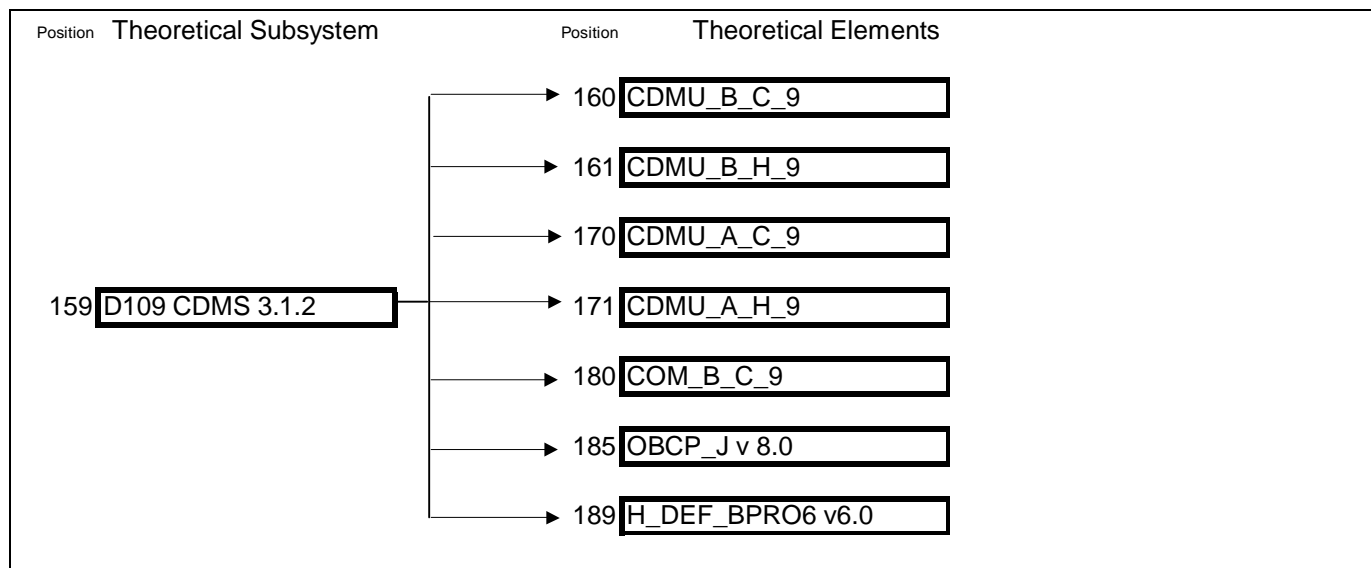 Position Theoretical Subsystem Position Theoretical Elements
160 CDMU_B_C_9
161 CDMU_B_H_9
170 CDMU_A_C_9
159 D109 CDMS 3.1.2 171 CDMU_A_H_9
180 COM_B_C_9
185 OBCP_J v 8.0
189 H_DEF_BPRO6 v6.0